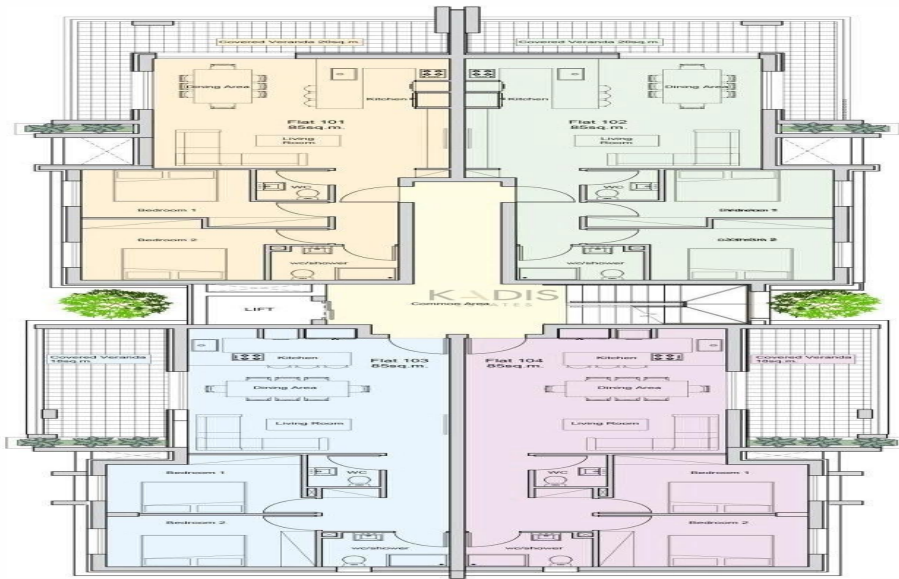 Covered Veranda 20sq.m.
Covered Veranda 20sq.m
Dining Area
Kitchen
Kitchen
Dining Area
Flat 101
85sq.m.
Flat 102
85sq.m.
Living
Room
Living
Room
WC
WC
Bedroom 1
Bedroom 2
wc/shower
wc/shower
KADIS
Common Area
LIFT
Covered Veranda
18sq.m.
Kitchen
Flat 103
85sq.m.
Flat 104
85sq.m.
Kitchen
Covered Veranda
18sq.m.
Dining Area
Dining Area
Living Room
Living Room
Bedroom 1
WC
WC
Bedroom 1
Bedroom 2
wc/shower
wc/shower
Bedroom 2